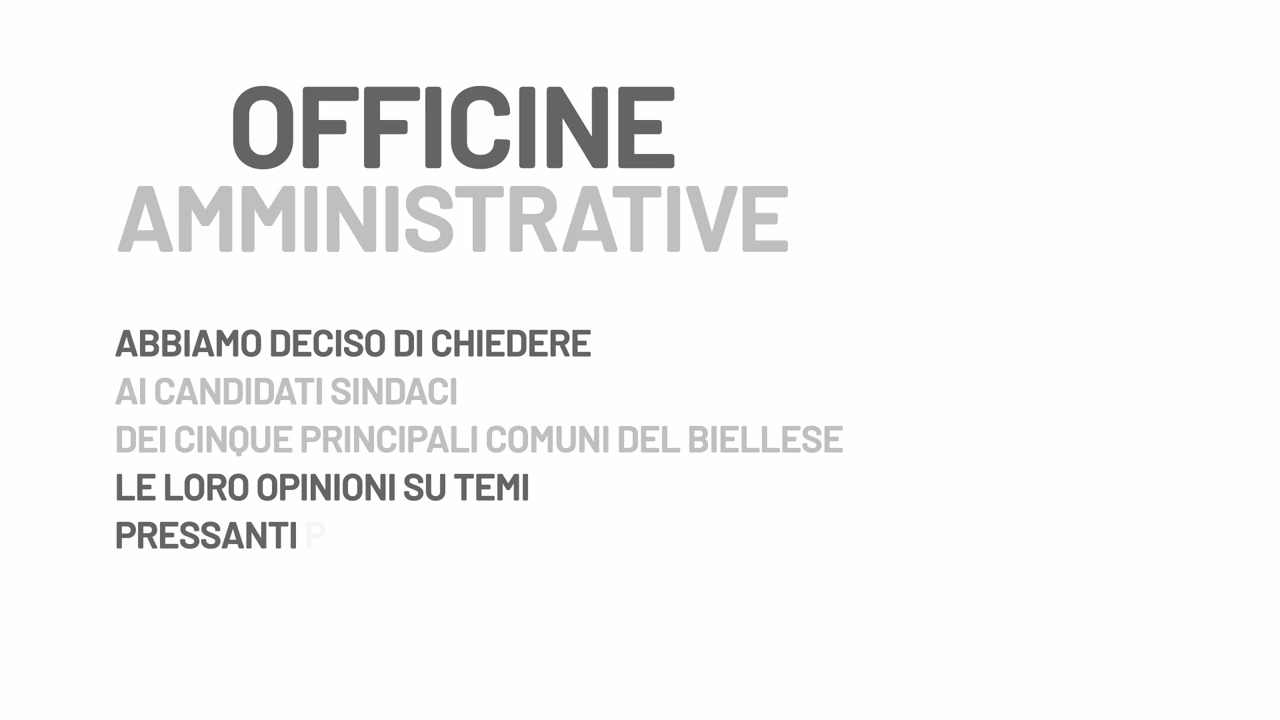 OFFICINE
AMMINISTRATIVE
ABBIAMO DECISO DI CHIEDERE
AI CANDIDATI SINDACI
DEI CINQUE PRINCIPALI COMUNI DEL BIELLESE
LE LORO OPINIONI SU TEMI
PRESSANTI P